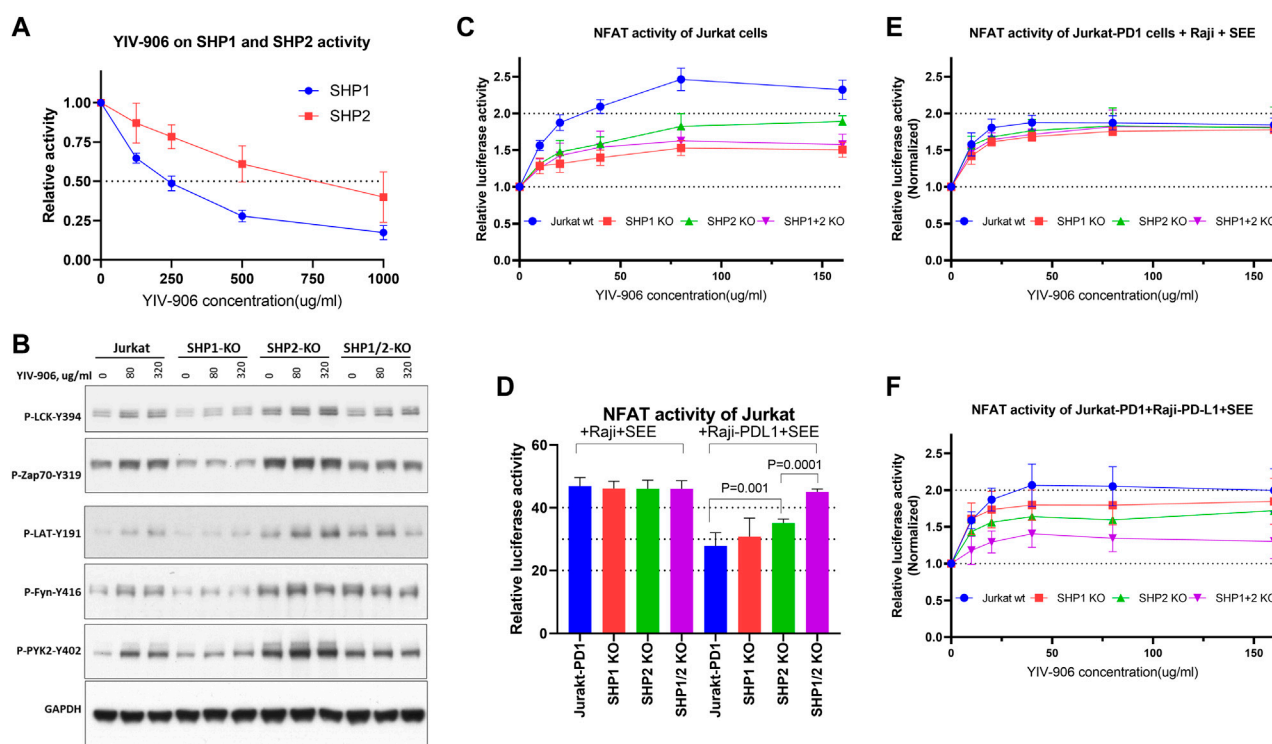 A
YIV-906 on SHP1 and SHP2 activity
Relative activity
1.00
0.75
0.50
0.25
0.00
0
250
500
750
1000
SHP1
SHP2
YIV-906 concentration(ug/ml)
B
Jurkat
SHP1-KO
SHP2-KO
SHP1/2-KO
YIV-906, ug/ml
0
80
320
0
80
320
0
80
320
0
80
320
P-LCK-Y394
P-Zap70-Y319
P-LAT-Y191
P-Fyn-Y416
P-PYK2-Y402
GAPDH
C
NFAT activity of Jurkat cells
Relative luciferase activity
2.5
2.0
1.5
1.0
0.5
0.0
Jurkat wt
SHP1 KO
SHP2 KO
SHP1+2 KO
0
50
100
150
YIV-906 concentration(ug/ml)
D
NFAT activity of Jurkat
+Raji+SEE
+Raji-PDL1+SEE
P=0.0001
P=0.001
Relative luciferase activity
60
40
20
0
Jurakt-PD1
SHP1 KO
SHP2 KO
SHP1/2 KO
Jurakt-PD1
SHP1 KO
SHP2 KO
SHP1/2 KO
E
NFAT activity of Jurkat-PD1 cells + Raji + SEE
Relative luciferase activity
(Normalized)
2.5
2.0
1.5
1.0
0.5
0.0
Jurkat wt
SHP1 KO
SHP2 KO
SHP1+2 KO
0
50
100
150
YIV-906 concentration(ug/ml)
F
NFAT activity of Jurkat-PD1+Raji-PD-L1+SEE
Relative luciferase activity
(Normalized)
2.5
2.0
1.5
1.0
0.5
0.0
Jurkat wt
SHP1 KO
SHP2 KO
SHP1+2 KO
0
50
100
150
YIV-906 concentration(ug/ml)